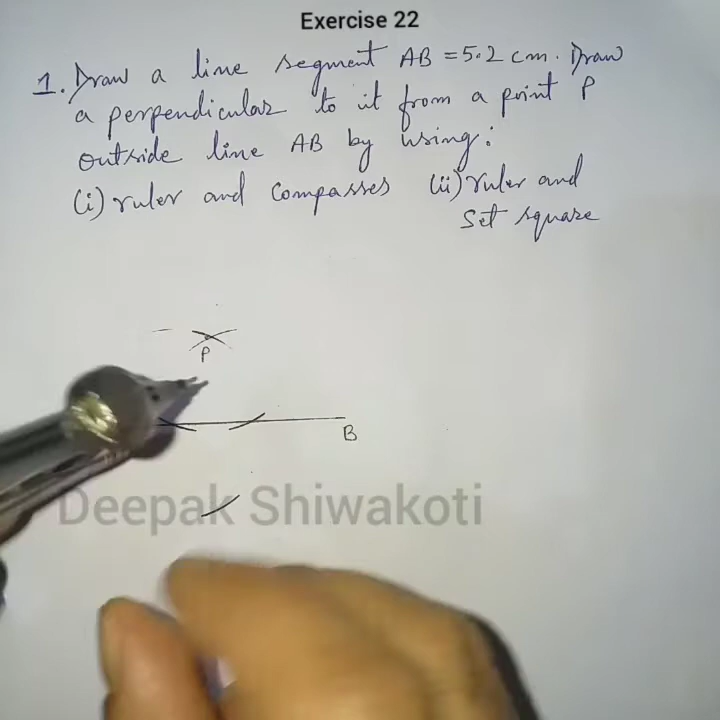 Exercise 22
1. Draw a line segment AB = 5.2 cm. Draw
a perpendicular to it from a point P
outside line AB by using:
(i) ruler and compasses (ii) ruler and
set square
P
B
Deepak Shiwakoti